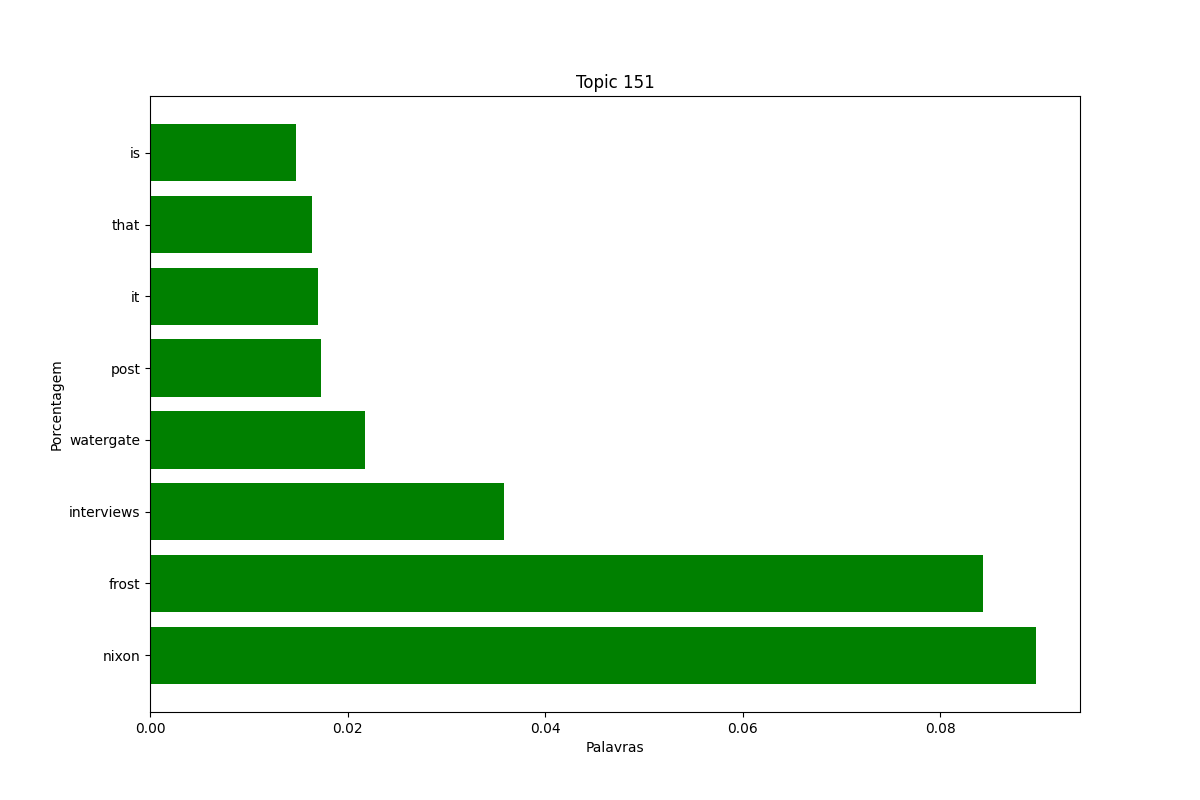 Topic 151
is
that
it
post
watergate
interviews
frost
nixon
Porcentagem
0.00 0.02 0.04 0.06 0.08
Palavras